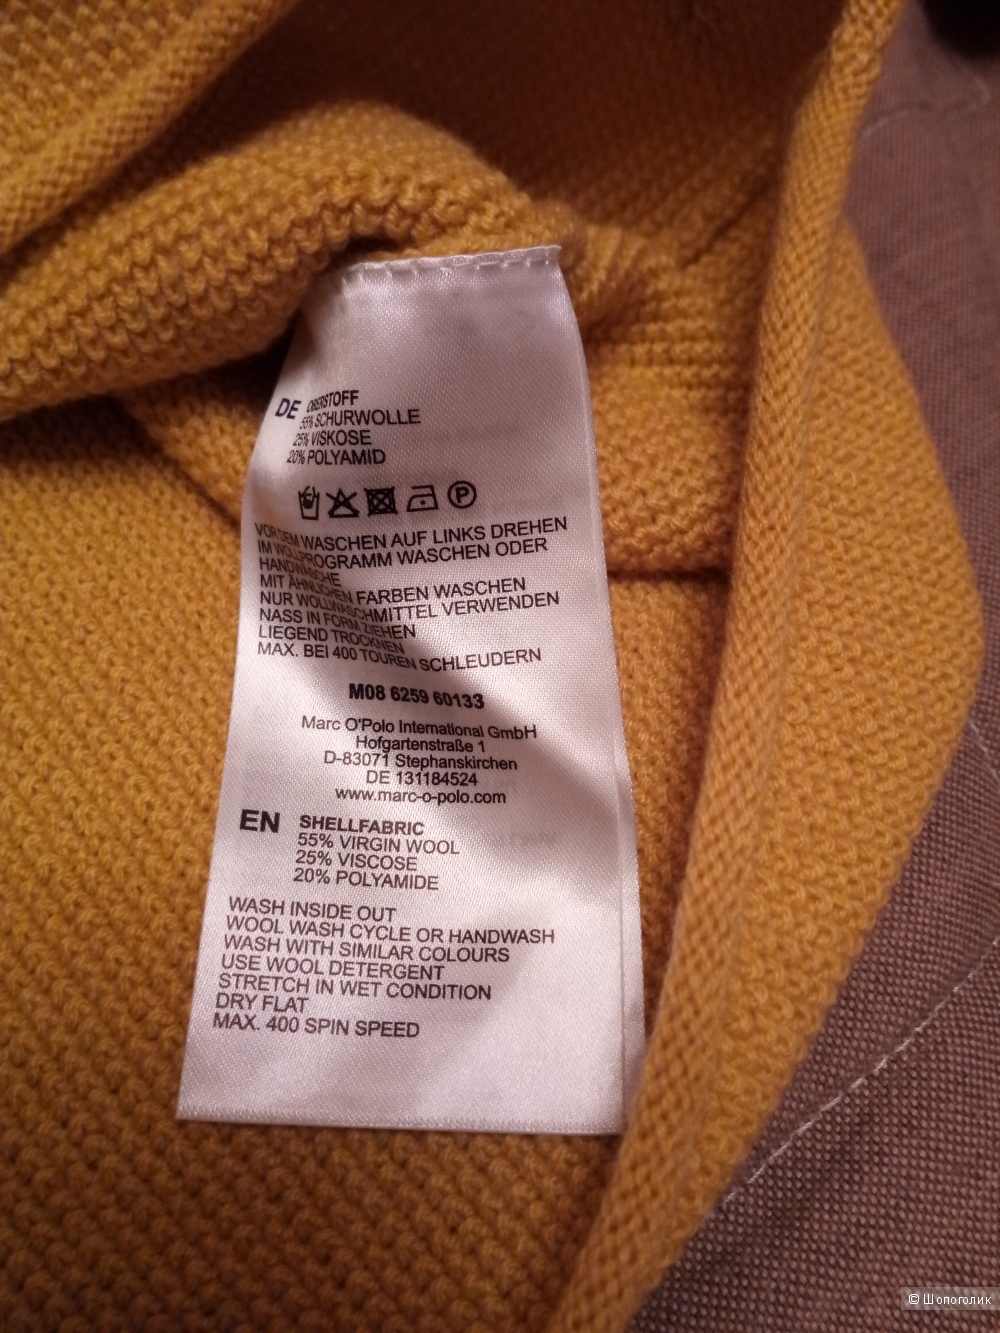 DE OBERSTOFF
55% SCHURWOLLE
25% VISKOSE
20% POLYAMID
P
VOR DEM WASCHEN AUF LINKS DREHEN
IM WOLLPROGRAMM WASCHEN ODER
HANDWÄSCHE
MIT ÄHNLICHEN FARBEN WASCHEN
NUR WOLLWASCHMITTEL VERWENDEN
NASS IN FORM ZIEHEN
LIEGEND TROCKNEN
MAX. BEI 400 TOUREN SCHLEUDERN
M08 6259 60133
Marc O'Polo International GmbH
Hofgartenstraße 1
D-83071 Stephanskirchen
DE 131184524
www.marc-o-polo.com
EN SHELLFABRIC
55% VIRGIN WOOL
25% VISCOSE
20% POLYAMIDE
WASH INSIDE OUT
WOOL WASH CYCLE OR HANDWASH
WASH WITH SIMILAR COLOURS
USE WOOL DETERGENT
STRETCH IN WET CONDITION
DRY FLAT
MAX. 400 SPIN SPEED
© Шопоголик